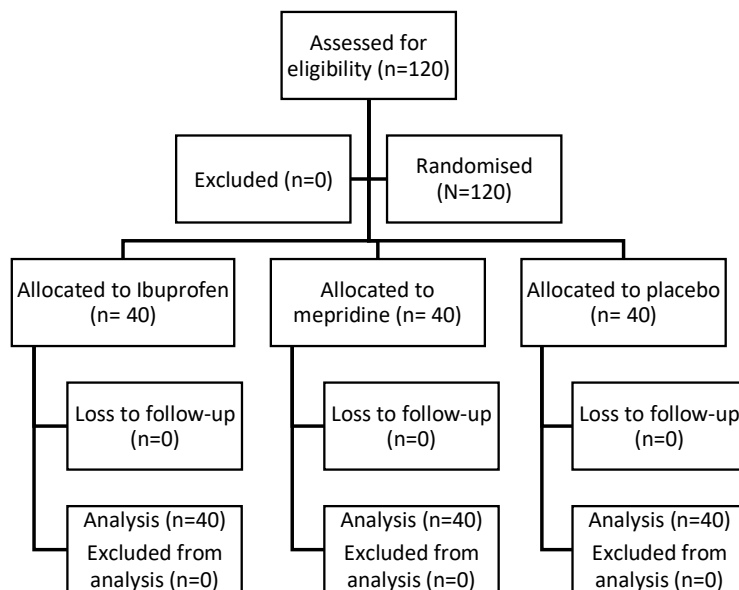 Assessed for
eligibility (n=120)
Excluded (n=0)
Randomised
(N=120)
Allocated to Ibuprofen
(n= 40)
Allocated to
mepridine (n= 40)
Allocated to placebo
(n= 40)
Loss to follow-up
(n=0)
Loss to follow-up
(n=0)
Loss to follow-up
(n=0)
Analysis (n=40)
Excluded from
analysis (n=0)
Analysis (n=40)
Excluded from
analysis (n=0)
Analysis (n=40)
Excluded from
analysis (n=0)